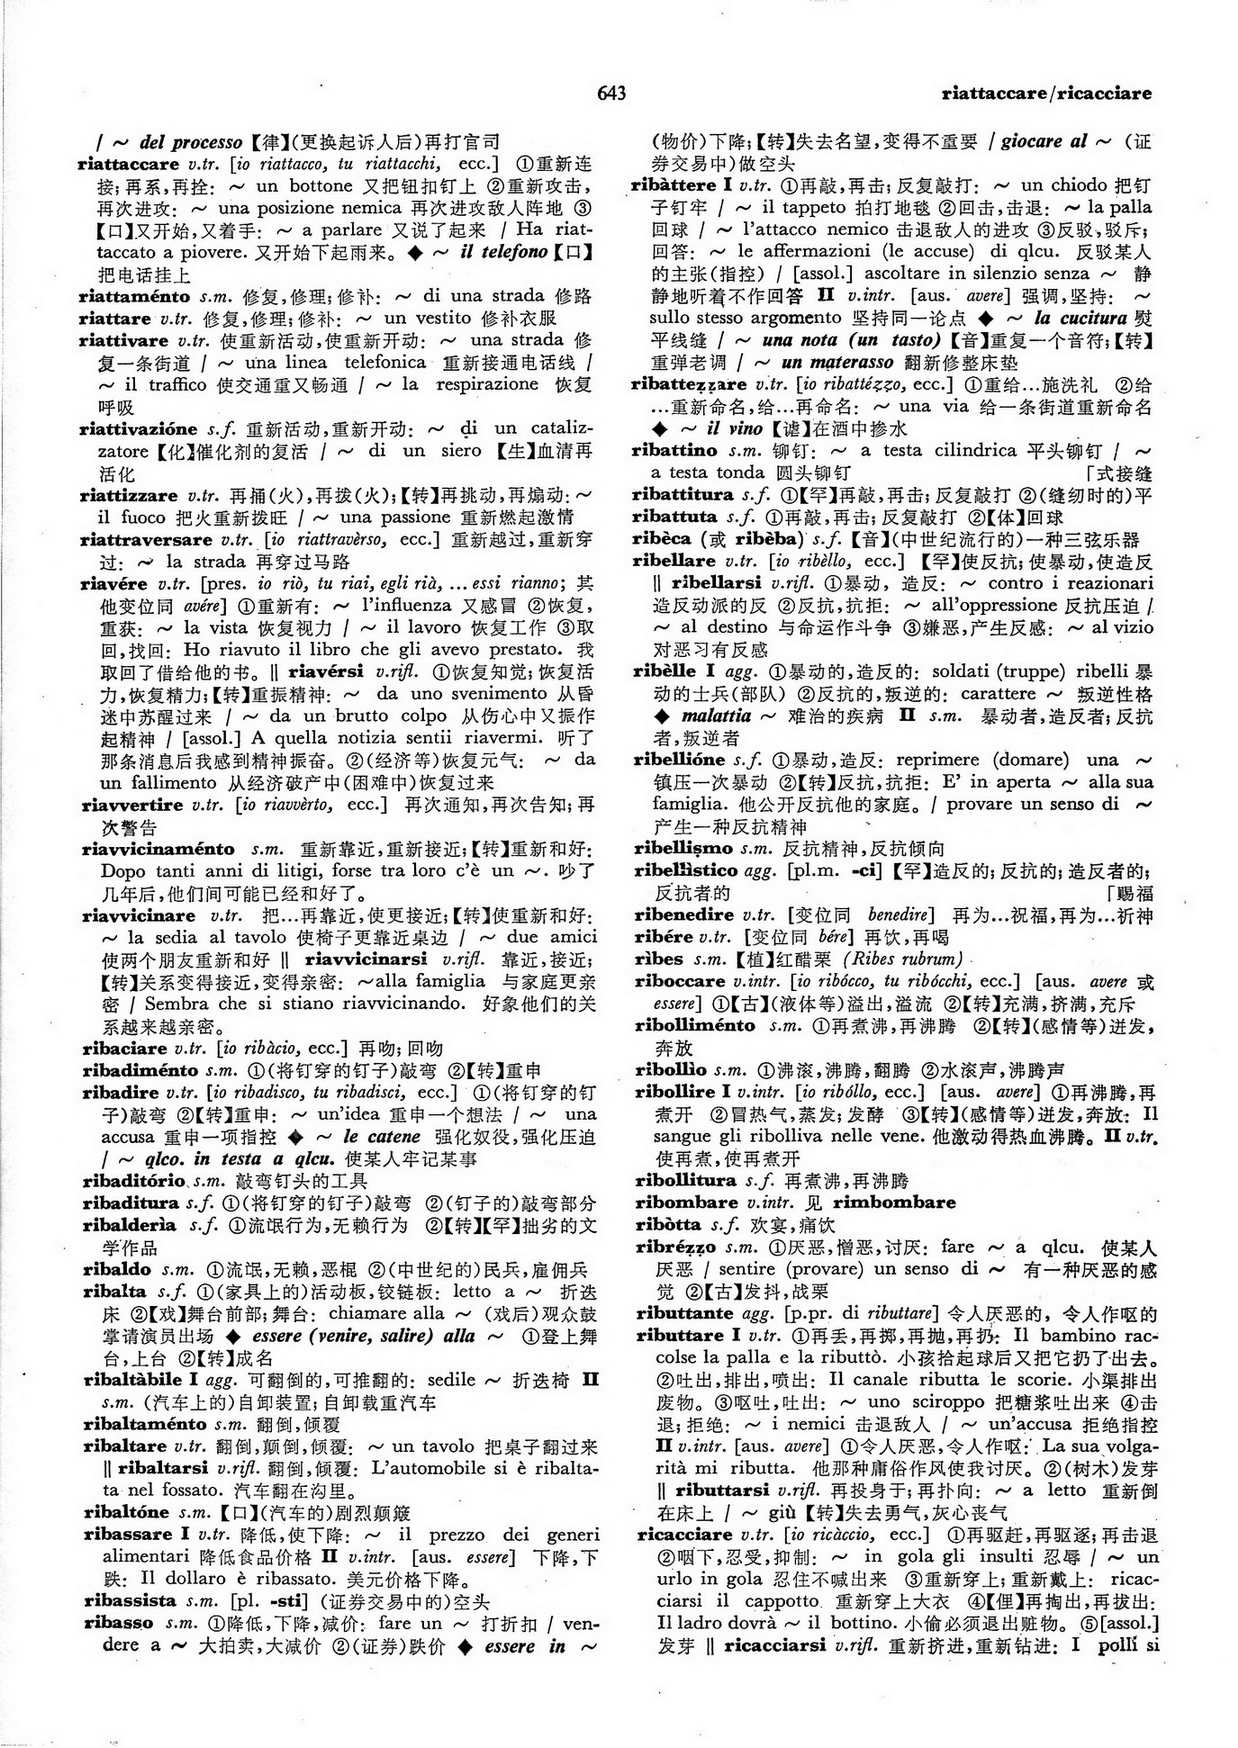 643
riattaccare/ricacciare
/ ～ del processo【律】(更换起诉人后)再打官司
riattaccare v.tr. [io riattacco, tu riattacchi, ecc.] ①重新连
接;再系,再拴: ～ un bottone 又把钮扣钉上 ②重新攻击,
再次进攻: ～ una posizione nemica 再次进攻敌人阵地 ③
【口】又开始,又着手: ～ a parlare 又说了起来 / Ha riat-
taccato a piovere. 又开始下起雨来。◆ ～ il telefono【口】
把电话挂上
riattaménto s.m. 修复,修理;修补: ～ di una strada 修路
riattare v.tr. 修复,修理;修补: ～ un vestito 修补衣服
riattivare v.tr. 使重新活动,使重新开动: ～ una strada 修
复一条街道 / ～ una linea telefonica 重新接通电话线 /
～ il traffico 使交通重又畅通 / ～ la respirazione 恢复
呼吸
riattivazióne s.f. 重新活动,重新开动: ～ di un cataliz-
zatore【化】催化剂的复活 / ～ di un siero 【生】血清再
活化
riattizzare v.tr. 再捅(火),再拨(火);【转】再挑动,再煽动:～
il fuoco 把火重新拨旺 / ～ una passione 重新燃起激情
riattraversare v.tr. [io riattravèrso, ecc.] 重新越过,重新穿
过: ～ la strada 再穿过马路
riavére v.tr. [pres. io riò, tu riai, egli rià, ...essi rianno; 其
他变位同 avére] ①重新有: ～ l'influenza 又感冒 ②恢复,
重获: ～ la vista 恢复视力 / ～ il lavoro 恢复工作 ③取
回,找回: Ho riavuto il libro che gli avevo prestato. 我
取回了借给他的书。‖ riavérsi v.rifl. ①恢复知觉;恢复活
力,恢复精力;【转】重振精神: ～ da uno svenimento 从昏
迷中苏醒过来 / ～ da un brutto colpo 从伤心中又振作
起精神 / [assol.] A quella notizia sentii riavermi. 听了
那条消息后我感到精神振奋。②(经济等)恢复元气: ～ da
un fallimento 从经济破产中(困难中)恢复过来
riavvertire v.tr. [io riavvèrto, ecc.] 再次通知,再次告知;再
次警告
riavvicinaménto s.m. 重新靠近,重新接近;【转】重新和好:
Dopo tanti anni di litigi, forse tra loro c'è un ～. 吵了
几年后,他们间可能已经和好了。
riavvicinare v.tr. 把...再靠近,使更接近;【转】使重新和好:
～ la sedia al tavolo 使椅子更靠近桌边 / ～ due amici
使两个朋友重新和好 ‖ riavvicinarsi v.rifl. 靠近,接近;
【转】关系变得接近,变得亲密: ～alla famiglia 与家庭更亲
密 / Sembra che si stiano riavvicinando. 好象他们的关
系越来越亲密。
ribaciare v.tr. [io ribàcio, ecc.] 再吻;回吻
ribadiménto s.m. ①(将钉穿的钉子)敲弯 ②【转】重申
ribadire v.tr. [io ribadisco, tu ribadisci, ecc.] ①(将钉穿的钉
子)敲弯 ②【转】重申: ～ un'idea 重申一个想法 / ～ una
accusa 重申一项指控 ◆ ～ le catene 强化奴役,强化压迫
/ ～ qlco. in testa a qlcu. 使某人牢记某事
ribaditório s.m. 敲弯钉头的工具
ribaditura s.f. ①(将钉穿的钉子)敲弯 ②(钉子的)敲弯部分
ribalderìa s.f. ①流氓行为,无赖行为 ②【转】【罕】拙劣的文
学作品
ribaldo s.m. ①流氓,无赖,恶棍 ②(中世纪的)民兵,雇佣兵
ribalta s.f. ①(家具上的)活动板,铰链板: letto a ～ 折迭
床 ②【戏】舞台前部;舞台: chiamare alla ～ (戏后)观众鼓
掌请演员出场 ◆ essere (venire, salire) alla ～ ①登上舞
台,上台 ②【转】成名
ribaltàbile I agg. 可翻倒的,可推翻的: sedile ～ 折迭椅 II
s.m. (汽车上的)自卸装置;自卸载重汽车
ribaltaménto s.m. 翻倒,倾覆
ribaltare v.tr. 翻倒,颠倒,倾覆: ～ un tavolo 把桌子翻过来
‖ ribaltarsi v.rifl. 翻倒,倾覆: L'automobile si è ribalta-
ta nel fossato. 汽车翻在沟里。
ribaltóne s.m. 【口】(汽车的)剧烈颠簸
ribassare I v.tr. 降低,使下降: ～ il prezzo dei generi
alimentari 降低食品价格 II v.intr. [aus. essere] 下降,下
跌: Il dollaro è ribassato. 美元价格下降。
ribassista s.m. [pl. -sti] (证券交易中的)空头
ribasso s.m. ①降低,下降,减价: fare un ～ 打折扣 / ven-
dere a ～ 大拍卖,大减价 ②(证券)跌价 ◆ essere in ～
(物价)下降;【转】失去名望,变得不重要 / giocare al ～ (证
券交易中)做空头
ribàttere I v.tr. ①再敲,再击;反复敲打: ～ un chiodo 把钉
子钉牢 / ～ il tappeto 拍打地毯 ②回击,击退: ～ la palla
回球 / ～ l'attacco nemico 击退敌人的进攻 ③反驳,驳斥;
回答: ～ le affermazioni (le accuse) di qlcu. 反驳某人
的主张(指控) / [assol.] ascoltare in silenzio senza ～ 静
静地听着不作回答 II v.intr. [aus. avere] 强调,坚持: ～
sullo stesso argomento 坚持同一论点 ◆ ～ la cucitura 熨
平线缝 / ～ una nota (un tasto)【音】重复一个音符;【转】
重弹老调 / ～ un materasso 翻新修整床垫
ribattezzare v.tr. [io ribattézzo, ecc.] ①重给...施洗礼 ②给
...重新命名,给...再命名: ～ una via 给一条街道重新命名
◆ ～ il vino 【谑】在酒中掺水
ribattino s.m. 铆钉: ～ a testa cilindrica 平头铆钉 / ～
a testa tonda 圆头铆钉 「式接缝
ribattitura s.f. ①【罕】再敲,再击;反复敲打 ②(缝纫时的)平
ribattuta s.f. ①再敲,再击;反复敲打 ②【体】回球
ribèca (或 ribèba) s.f. 【音】(中世纪流行的)一种三弦乐器
ribellare v.tr. [io ribèllo, ecc.] 【罕】使反抗;使暴动,使造反
‖ ribellarsi v.rifl. ①暴动, 造反: ～ contro i reazionari
造反动派的反 ②反抗,抗拒: ～ all'oppressione 反抗压迫 /
～ al destino 与命运作斗争 ③嫌恶,产生反感: ～ al vizio
对恶习有反感
ribèlle I agg. ①暴动的,造反的: soldati (truppe) ribelli 暴
动的士兵(部队) ②反抗的,叛逆的: carattere ～ 叛逆性格
◆ malattia ～ 难治的疾病 II s.m. 暴动者,造反者;反抗
者,叛逆者
ribellióne s.f. ①暴动,造反: reprimere (domare) una ～
镇压一次暴动 ②【转】反抗,抗拒: E' in aperta ～ alla sua
famiglia. 他公开反抗他的家庭。/ provare un senso di ～
产生一种反抗精神
ribellismo s.m. 反抗精神,反抗倾向
ribellìstico agg. [pl.m. -ci] 【罕】造反的;反抗的;造反者的;
反抗者的 「赐福
ribenedire v.tr. [变位同 benedire] 再为...祝福,再为...祈神
ribére v.tr. [变位同 bére] 再饮,再喝
ribes s.m. 【植】红醋栗 (Ribes rubrum)
riboccare v.intr. [io ribócco, tu ribócchi, ecc.] [aus. avere 或
essere] ①【古】(液体等)溢出,溢流 ②【转】充满,挤满,充斥
ribolliménto s.m. ①再煮沸,再沸腾 ②【转】(感情等)迸发,
奔放
ribollìo s.m. ①沸滚,沸腾,翻腾 ②水滚声,沸腾声
ribollire I v.intr. [io ribóllo, ecc.] [aus. avere] ①再沸腾,再
煮开 ②冒热气,蒸发;发酵 ③【转】(感情等)迸发,奔放: Il
sangue gli ribolliva nelle vene. 他激动得热血沸腾。II v.tr.
使再煮,使再煮开
ribollitura s.f. 再煮沸,再沸腾
ribombare v.intr. 见 rimbombare
ribòtta s.f. 欢宴,痛饮
ribrézzo s.m. ①厌恶,憎恶,讨厌: fare ～ a qlcu. 使某人
厌恶 / sentire (provare) un senso di ～ 有一种厌恶的感
觉 ②【古】发抖,战栗
ributtante agg. [p.pr. di ributtare] 令人厌恶的, 令人作呕的
ributtare I v.tr. ①再丢,再掷,再抛,再扔: Il bambino rac-
colse la palla e la ributtò. 小孩拾起球后又把它扔了出去。
②吐出,排出,喷出: Il canale ributta le scorie. 小渠排出
废物。③呕吐,吐出: ～ uno sciroppo 把糖浆吐出来 ④击
退;拒绝: ～ i nemici 击退敌人 / ～ un'accusa 拒绝指控
II v.intr. [aus. avere] ①令人厌恶,令人作呕: La sua volga-
rità mi ributta. 他那种庸俗作风使我讨厌。②(树木)发芽
‖ ributtarsi v.rifl. 再投身于;再扑向: ～ a letto 重新倒
在床上 / ～ giù 【转】失去勇气,灰心丧气
ricacciare v.tr. [io ricàccio, ecc.] ①再驱赶,再驱逐;再击退
②咽下,忍受,抑制: ～ in gola gli insulti 忍辱 / ～ un
urlo in gola 忍住不喊出来 ③重新穿上;重新戴上: ricac-
ciarsi il cappotto 重新穿上大衣 ④【俚】再掏出,再拔出:
Il ladro dovrà ～ il bottino. 小偷必须退出赃物。⑤[assol.]
发芽 ‖ ricacciarsi v.rifl. 重新挤进,重新钻进: I polli si